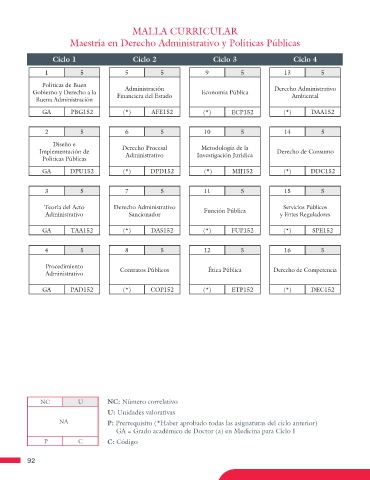 MALLA CURRICULAR
Maestría en Derecho Administrativo y Políticas Públicas
Ciclo 1 Ciclo 2 Ciclo 3 Ciclo 4
1 5 5 5 9 5 13 5
Políticas de Buen
Gobierno y Derecho a la
Buena Administración
Administración
Financiera del Estado
Economía Pública
Derecho Administrativo
Ambiental
GA PBG152 (*) AFE152 (*) ECP152 (*) DAA152
2 5 6 5 10 5 14 5
Diseño e
Implementación de
Políticas Públicas
Derecho Procesal
Administrativo
Metodología de la
Investigación Jurídica
Derecho de Consumo
GA DPU152 (*) DPD152 (*) MIJ152 (*) DDC152
3 5 7 5 11 5 15 5
Teoría del Acto
Administrativo
Derecho Administrativo
Sancionador
Función Pública
Servicios Públicos
y Entes Reguladores
GA TAA152 (*) DAS152 (*) FUP152 (*) SPE152
4 5 8 5 12 5 16 5
Procedimiento
Administrativo
Contratos Públicos
Ética Pública
Derecho de Competencia
GA PAD152 (*) COP152 (*) ETP152 (*) DEC152
NC U
NA
P C
NC: Número correlativo
U: Unidades valorativas
P: Prerrequisito (*Haber aprobado todas las asignaturas del ciclo anterior)
GA = Grado académico de Doctor (a) en Medicina para Ciclo I
C: Código
92